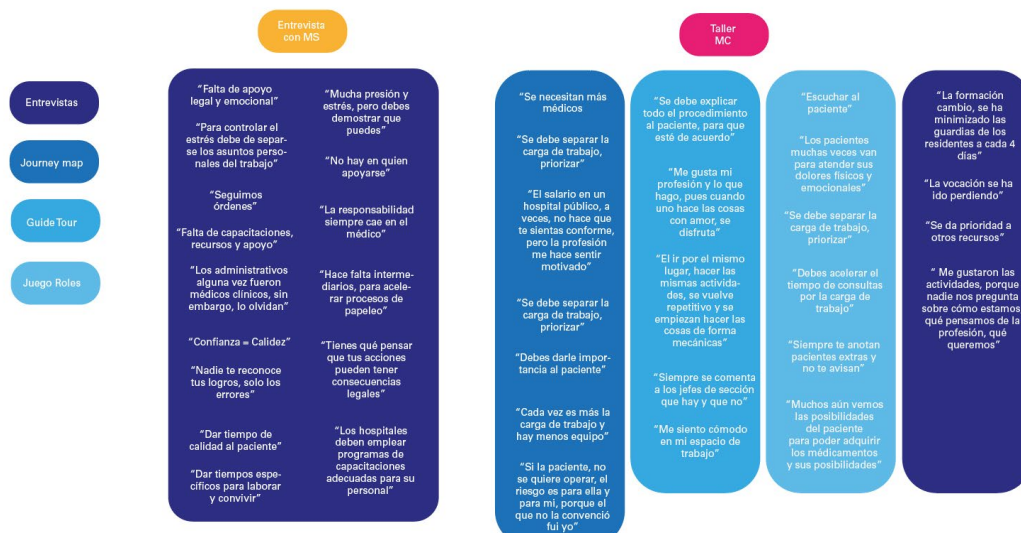 Entrevista
con MS
Taller
MC
Entrevistas
Journey map
Guide Tour
Juego Roles
“Falta de apoyo
legal y emocional”
“Para controlar el
estrés debe de separ-
se los asuntos perso-
nales del trabajo”
“Seguimos
órdenes”
“Falta de capacitaciones,
recursos y apoyo”
“Los administrativos
alguna vez fueron
médicos clínicos, sin
embargo, lo olvidan”
“Confianza = Calidez”
“Nadie te reconoce
tus logros, solo los
errores”
“Dar tiempo de
calidad al paciente”
“Dar tiempos espe-
cíficos para laborar
y convivir”
“Mucha presión y
estrés, pero debes
demostrar que
puedes”
“No hay en quien
apoyarse”
“La responsabilidad
siempre cae en el
médico”
“Hace falta interme-
diarios, para acele-
rar procesos de
papeleo”
“Tienes qué pensar
que tus acciones
pueden tener
consecuencias
legales”
“Los hospitales
deben emplear
programas de
capacitaciones
adecuadas para su
personal”
“Se necesitan más
médicos
“Se debe separar la
carga de trabajo,
priorizar”
“El salario en un
hospital público, a
veces, no hace que
te sientas conforme,
pero la profesión
me hace sentir
motivado”
“Se debe separar la
carga de trabajo,
priorizar”
“Debes darle impor-
tancia al paciente”
“Cada vez es más la
carga de trabajo y
hay menos equipo”
“Si la paciente, no
se quiere operar, el
riesgo es para ella y
para mi, porque el
que no la convenció
fui yo”
“Se debe explicar
todo el procedimiento
al paciente, para que
esté de acuerdo”
“Me gusta mi
profesión y lo que
hago, pues cuando
uno hace las cosas
con amor, se
disfruta”
“El ir por el mismo
lugar, hacer las
mismas activida-
des, se vuelve
repetitivo y se
empiezan hacer las
cosas de forma
mecánicas”
“Siempre se comenta
a los jefes de sección
que hay y que no”
“Me siento cómodo
en mi espacio de
trabajo”
“Escuchar al
paciente”
“Los pacientes
muchas veces van
para atender sus
dolores físicos y
emocionales”
“Se debe separar la
carga de trabajo,
priorizar”
“Debes acelerar el
tiempo de consultas
por la carga de
trabajo”
“Siempre te anotan
pacientes extras y
no te avisan”
“Muchos aún vemos
las posibilidades
del paciente
para poder adquirir
los médicamentos
y sus posibilidades”
“La formación
cambio, se ha
minimizado las
guardias de los
residentes a cada 4
días”
“La vocación se ha
ido perdiendo”
“Se da prioridad a
otros recursos”
“ Me gustaron las
actividades, porque
nadie nos pregunta
sobre cómo estamos,
qué pensamos de la
profesión, qué
queremos”